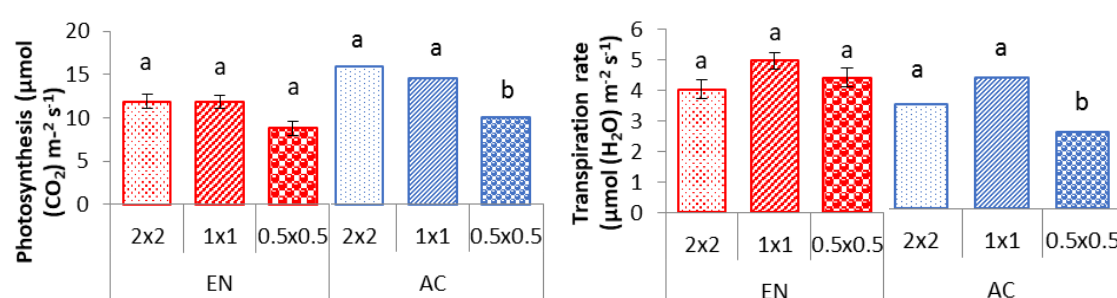 Photosynthesis (µmol
(CO₂) m-² s⁻¹)
20
15
10
5
0
a
a
a
a
a
b
2x2
1x1
0.5x0.5
2x2
1x1
0.5x0.5
EN
AC
Transpiration rate
(µmol (H₂O) m⁻² s⁻¹
6
5
4
3
2
1
0
a
a
a
a
a
b
2x2
1x1
0.5x0.5
2x2
1x1
0.5x0.5
EN
AC